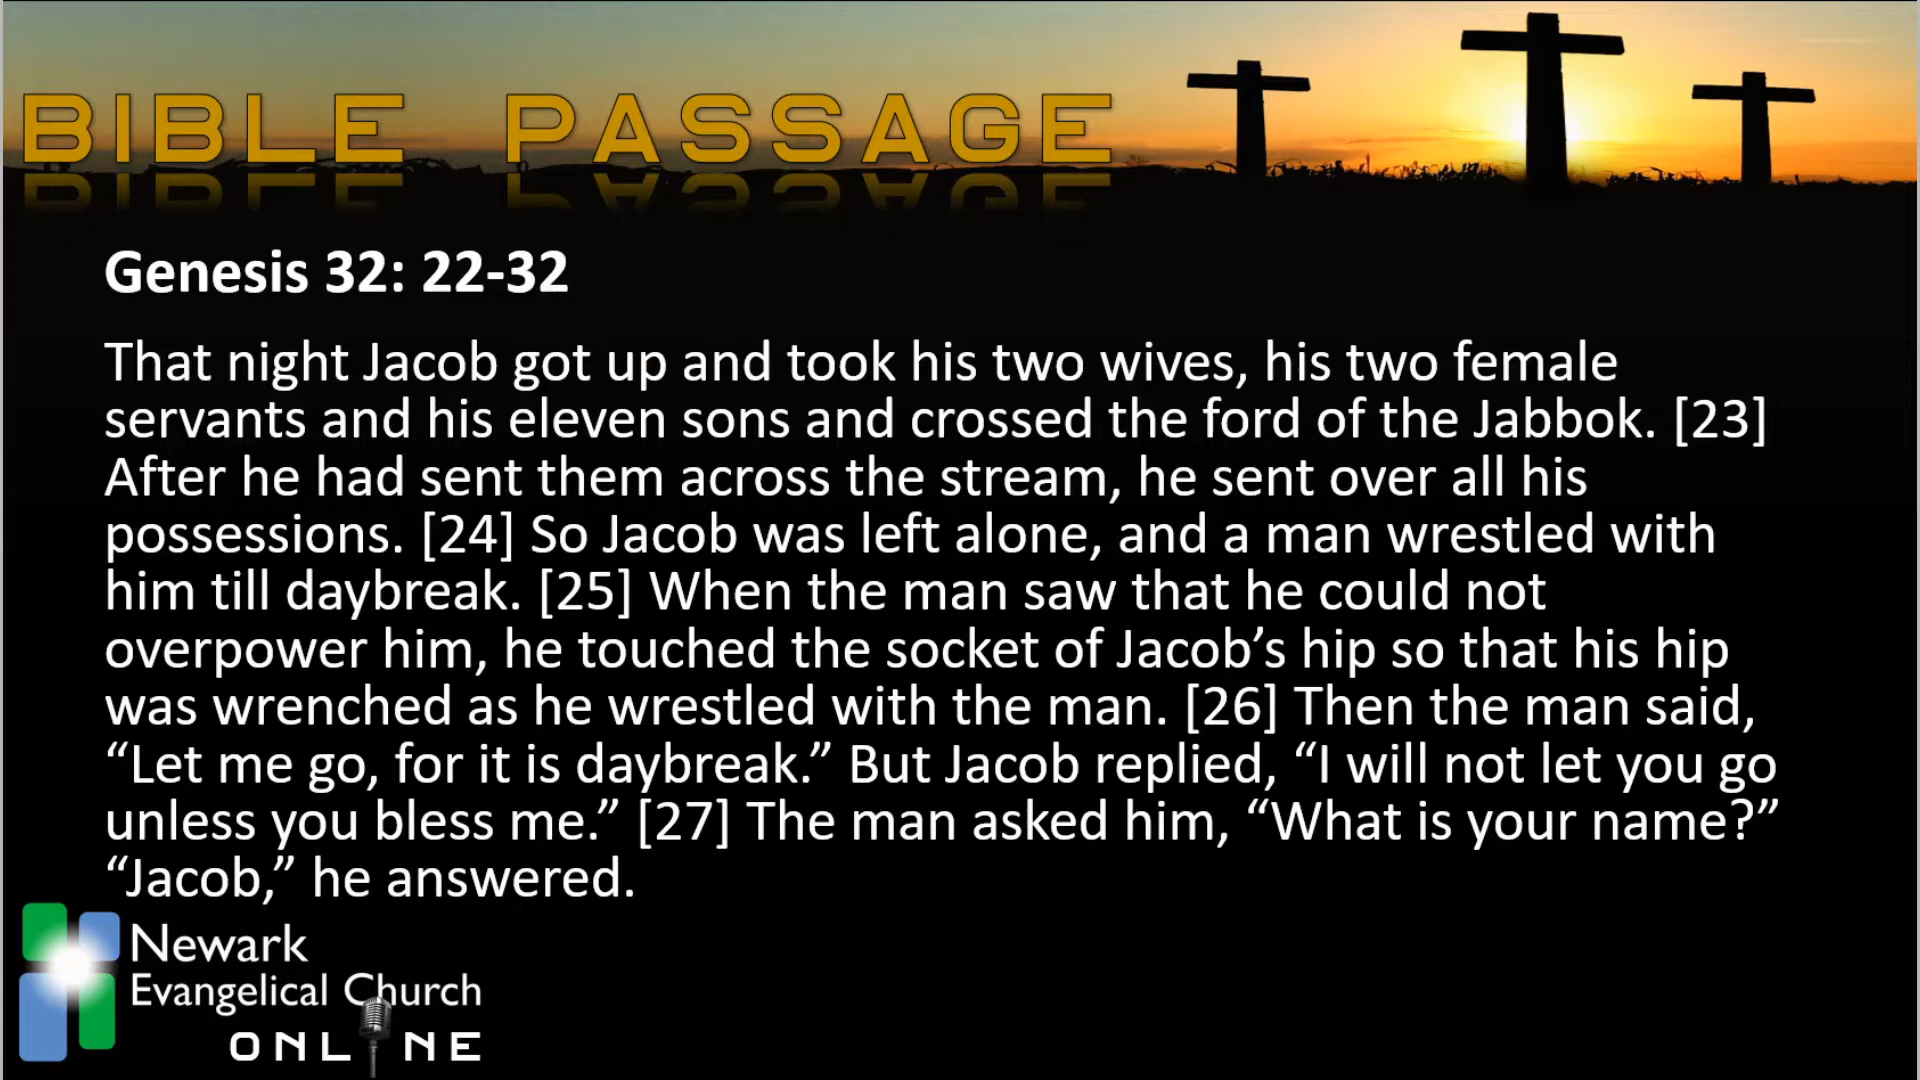 BIBLE PASSAGE
Genesis 32: 22-32
That night Jacob got up and took his two wives, his two female
servants and his eleven sons and crossed the ford of the Jabbok. [23]
After he had sent them across the stream, he sent over all his
possessions. [24] So Jacob was left alone, and a man wrestled with
him till daybreak. [25] When the man saw that he could not
overpower him, he touched the socket of Jacob’s hip so that his hip
was wrenched as he wrestled with the man. [26] Then the man said,
“Let me go, for it is daybreak.” But Jacob replied, “I will not let you go
unless you bless me.” [27] The man asked him, “What is your name?”
“Jacob,” he answered.
Newark
Evangelical Church
ONLINE